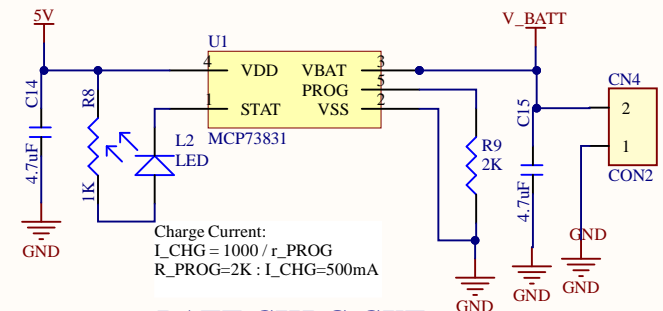 5V
V_BATT
U1
C14
4.7uF
R8
1K
4
VDD
VBAT
3
PROG
5
1
STAT
VSS
2
MCP73831
L2
LED
R9
2K
C15
4.7uF
CN4
2
1
CON2
GND
GND
GND
GND
GND
Charge Current:
I_CHG = 1000 / r_PROG
R_PROG=2K : I_CHG=500mA